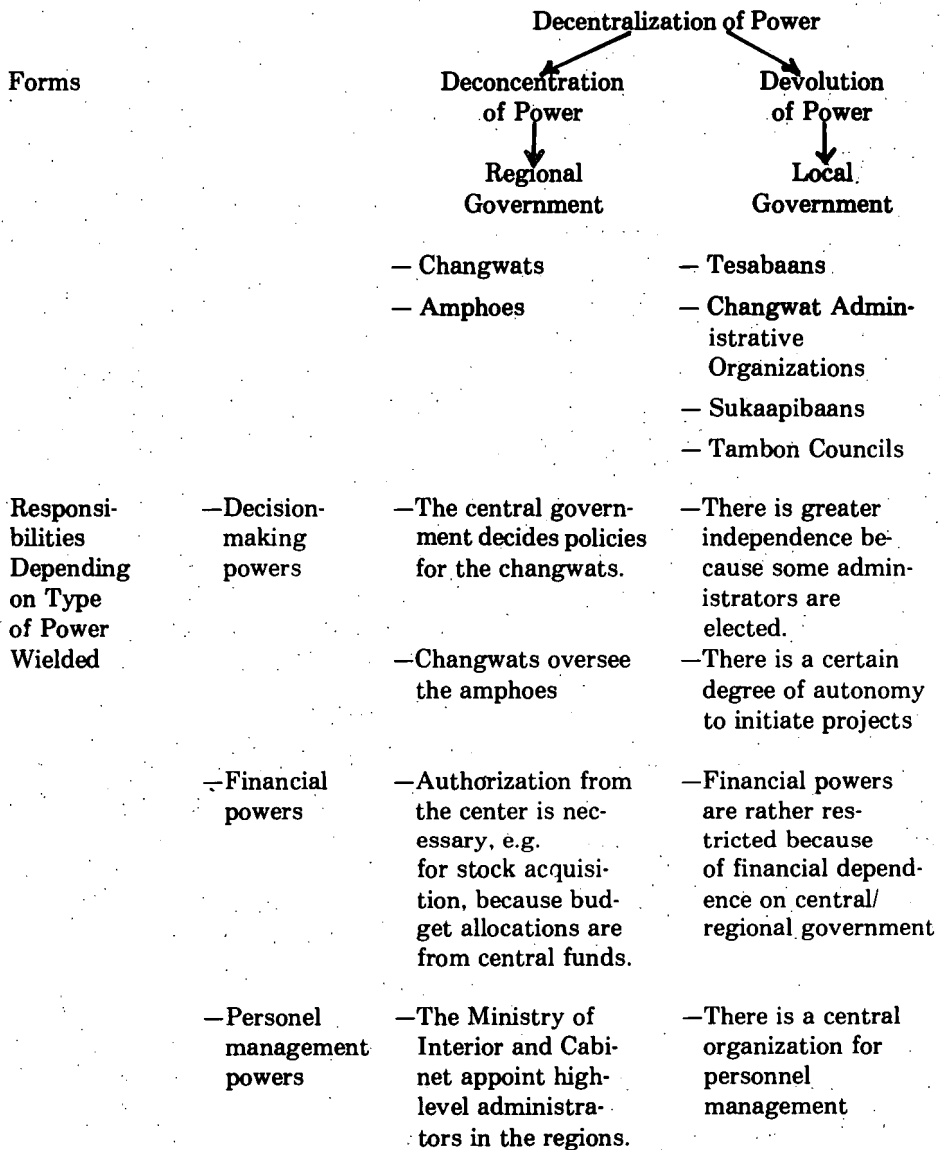 Decentralization of Power
Forms
Deconcentration
of Power
Devolution
of Power
Regional
Government
Local
Government
— Changwats
— Amphoes
— Tesabaans
— Changwat Admin-
istrative
Organizations
— Sukaapibaans
— Tambon Councils
Responsi-
bilities
Depending
on Type
of Power
Wielded
—Decision-
making
powers
—The central govern-
ment decides policies
for the changwats.
—Changwats oversee
the amphoes
—There is greater
independence be-
cause some admin-
istrators are
elected.
—There is a certain
degree of autonomy
to initiate projects
—Financial
powers
—Authorization from
the center is nec-
essary, e.g.
for stock acquisi-
tion, because bud-
get allocations are
from central funds.
—Financial powers
are rather res-
tricted because
of financial depend-
ence on central/
regional government
—Personel
management
powers
—The Ministry of
Interior and Cabi-
net appoint high-
level administra-
tors in the regions.
—There is a central
organization for
personnel
management